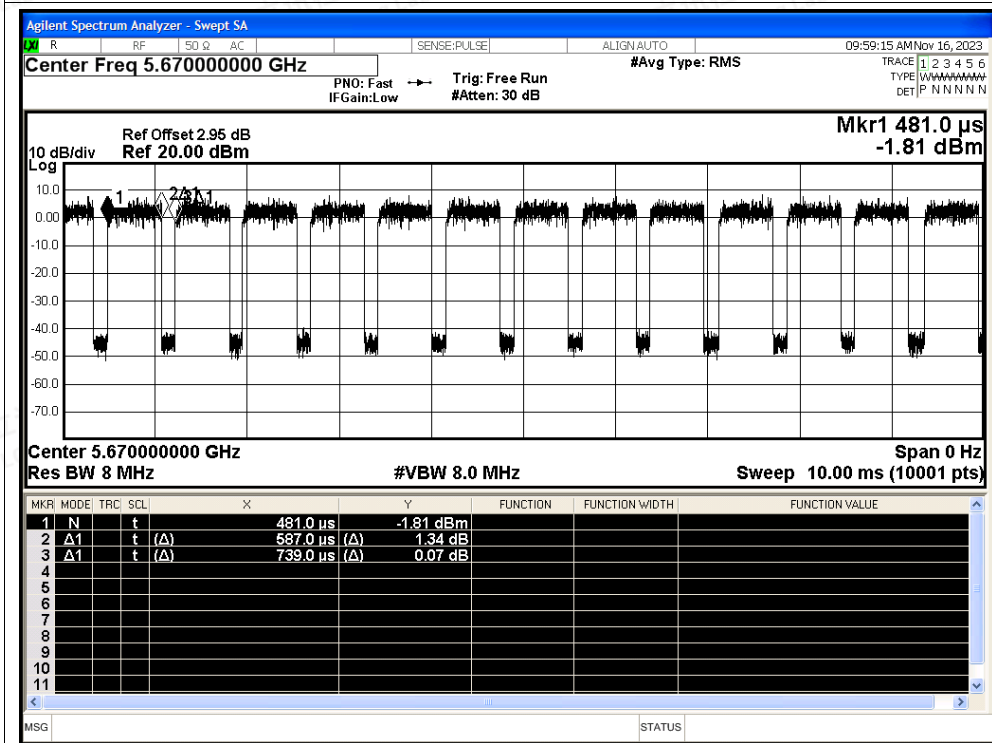 Agilent Spectrum Analyzer - Swept SA
LXI R RF 50 Ω AC SENSE:PULSE ALIGN AUTO 09:59:15 AM Nov 16, 2023
Center Freq 5.670000000 GHz
PNO: Fast
IFGain:Low
Trig: Free Run
#Atten: 30 dB
#Avg Type: RMS
TRACE 1 2 3 4 5 6
TYPE
DET P N N N N N
Mkr1 481.0 µs
-1.81 dBm
Ref Offset 2.95 dB
10 dB/div Ref 20.00 dBm
Log
10.0
0.00
-10.0
-20.0
-30.0
-40.0
-50.0
-60.0
-70.0
1
Center 5.670000000 GHz Span 0 Hz
Res BW 8 MHz #VBW 8.0 MHz Sweep 10.00 ms (10001 pts)
MKR MODE TRC SCL X Y FUNCTION FUNCTION WIDTH FUNCTION VALUE
1 N t 481.0 µs -1.81 dBm
2 Δ1 t (Δ) 587.0 µs (Δ) 1.34 dB
3 Δ1 t (Δ) 739.0 µs (Δ) 0.07 dB
4
5
6
7
8
9
10
11
MSG STATUS